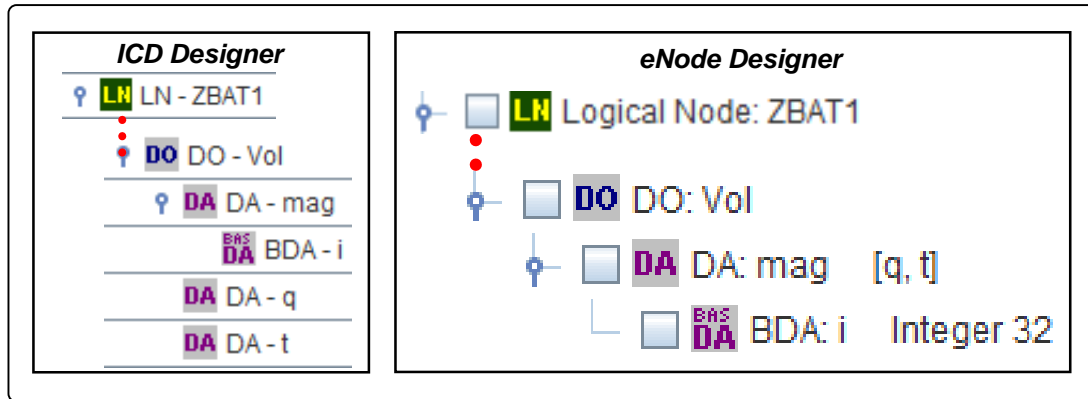 ICD Designer
LN LN - ZBAT1
DO DO - Vol
DA DA - mag
BAS DA BDA - i
DA DA - q
DA DA - t
eNode Designer
LN Logical Node: ZBAT1
DO DO: Vol
DA DA: mag [q, t]
BAS DA BDA: i Integer 32